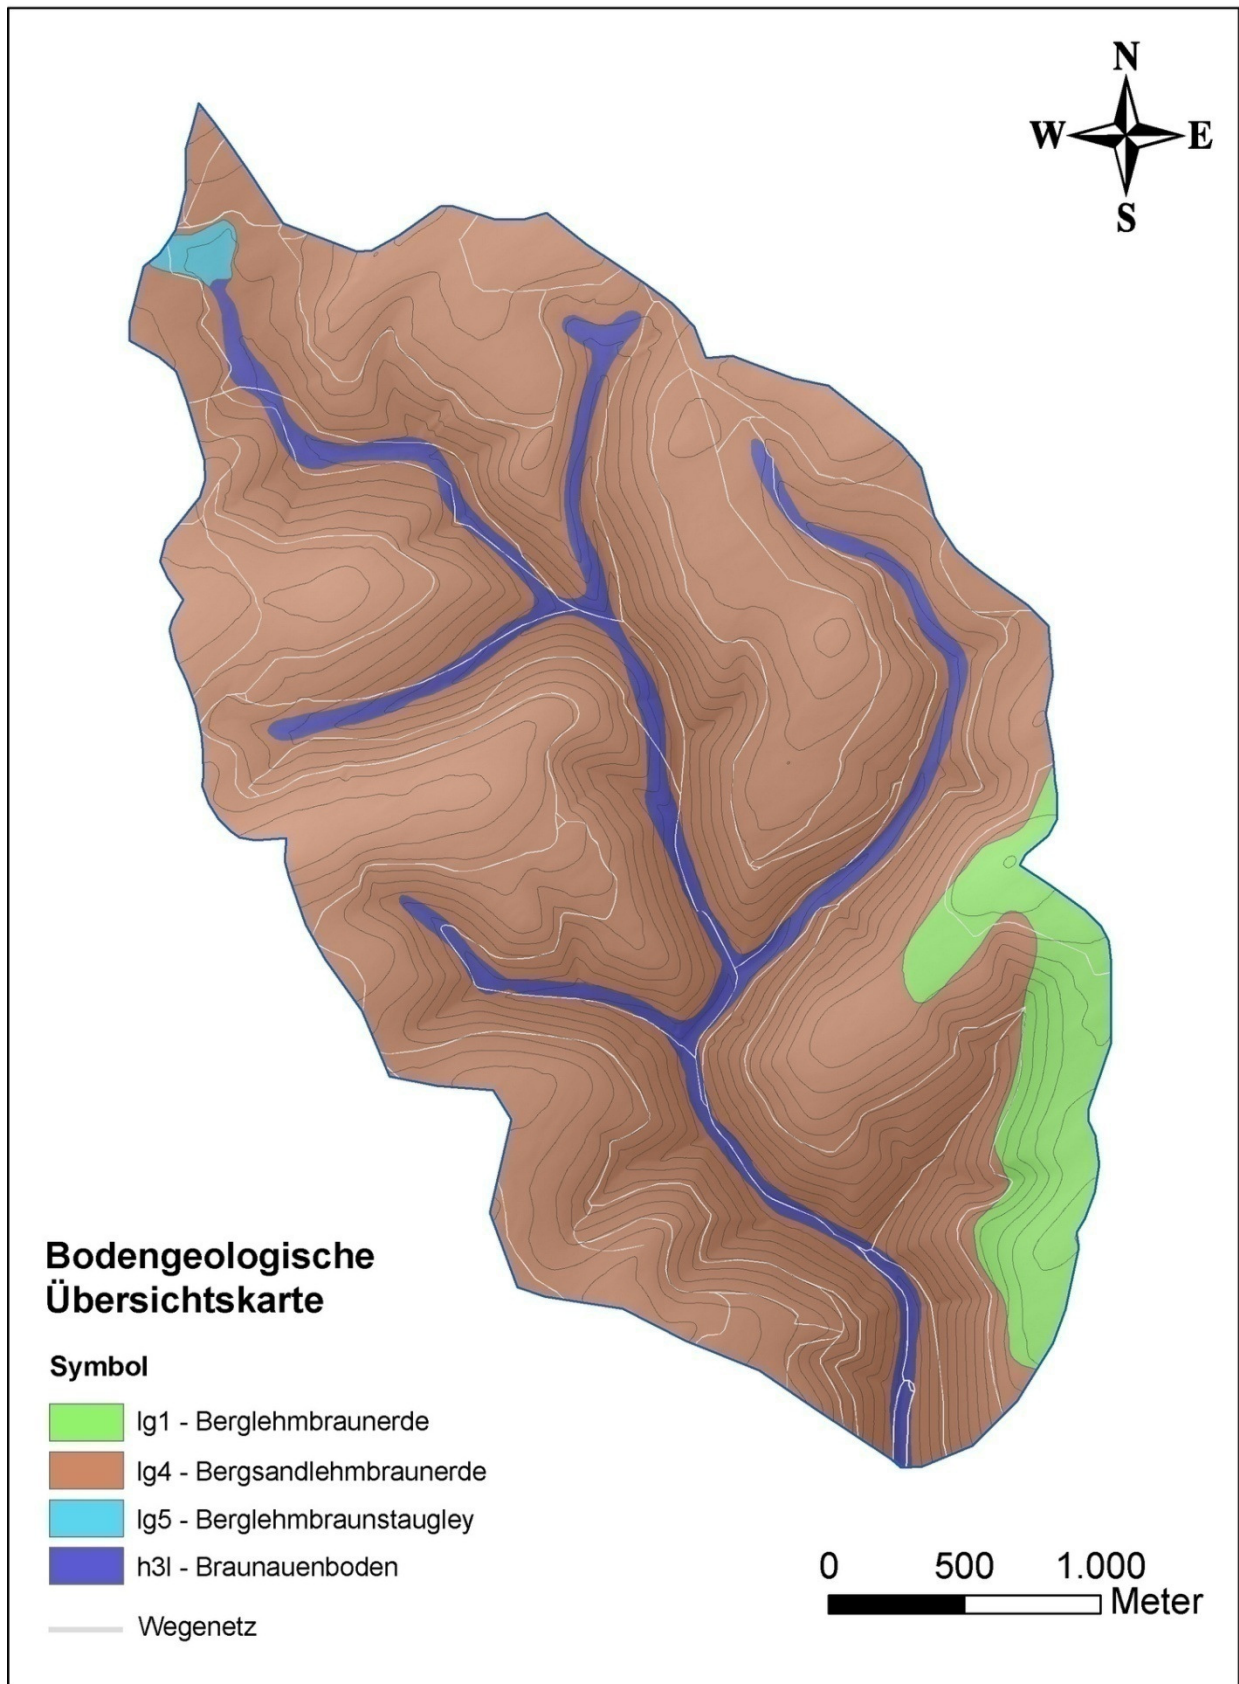 N
W E
S
Bodengeologische
Übersichtskarte
Symbol
lg1 - Berglehmbraunerde
lg4 - Bergsandlehmbraunerde
lg5 - Berglehmbraunstaugley
h3l - Braunauenboden
Wegenetz
0 500 1.000
Meter